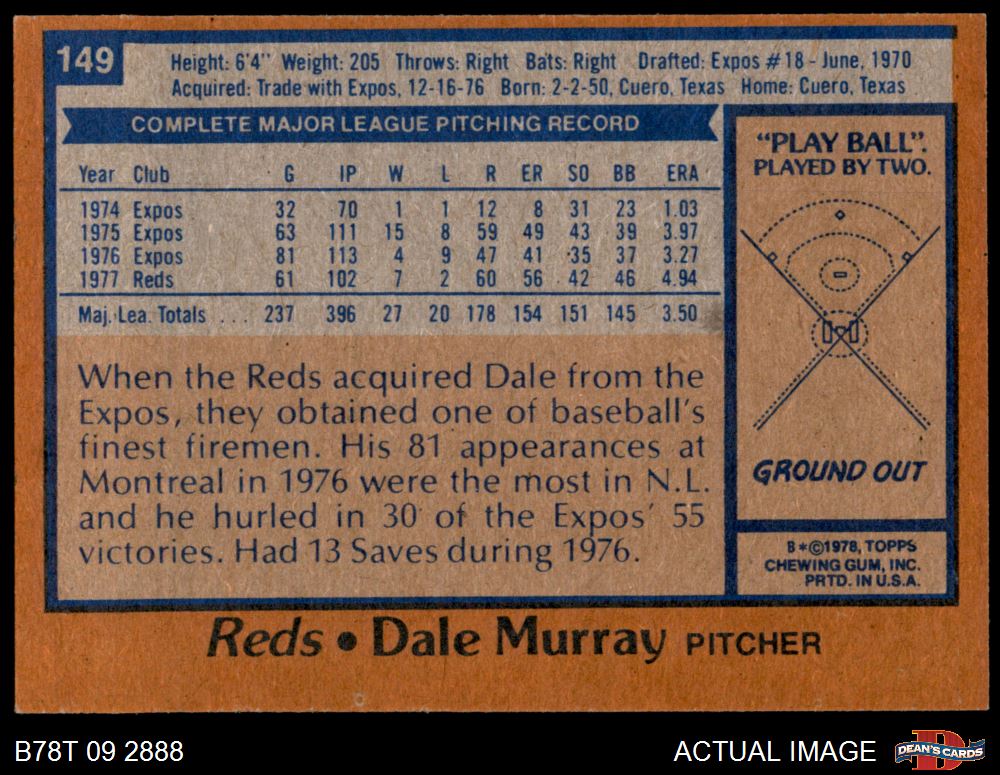 149
Height: 6'4" Weight: 205 Throws: Right Bats: Right Drafted: Expos #18 - June, 1970
Acquired: Trade with Expos, 12-16-76 Born: 2-2-50, Cuero, Texas Home: Cuero, Texas
COMPLETE MAJOR LEAGUE PITCHING RECORD
Year Club G IP W L R ER SO BB ERA
1974 Expos 32 70 1 1 12 8 31 23 1.03
1975 Expos 63 111 15 8 59 49 43 39 3.97
1976 Expos 81 113 4 9 47 41 35 37 3.27
1977 Reds 61 102 7 2 60 56 42 46 4.94
Maj. Lea. Totals ... 237 396 27 20 178 154 151 145 3.50
When the Reds acquired Dale from the
Expos, they obtained one of baseball's
finest firemen. His 81 appearances at
Montreal in 1976 were the most in N.L.
and he hurled in 30 of the Expos' 55
victories. Had 13 Saves during 1976.
"PLAY BALL".
PLAYED BY TWO.
GROUND OUT
B*©1978, TOPPS
CHEWING GUM, INC.
PRTD. IN U.S.A.
Reds • Dale Murray PITCHER
B78T 09 2888
ACTUAL IMAGE
DEAN'S CARDS